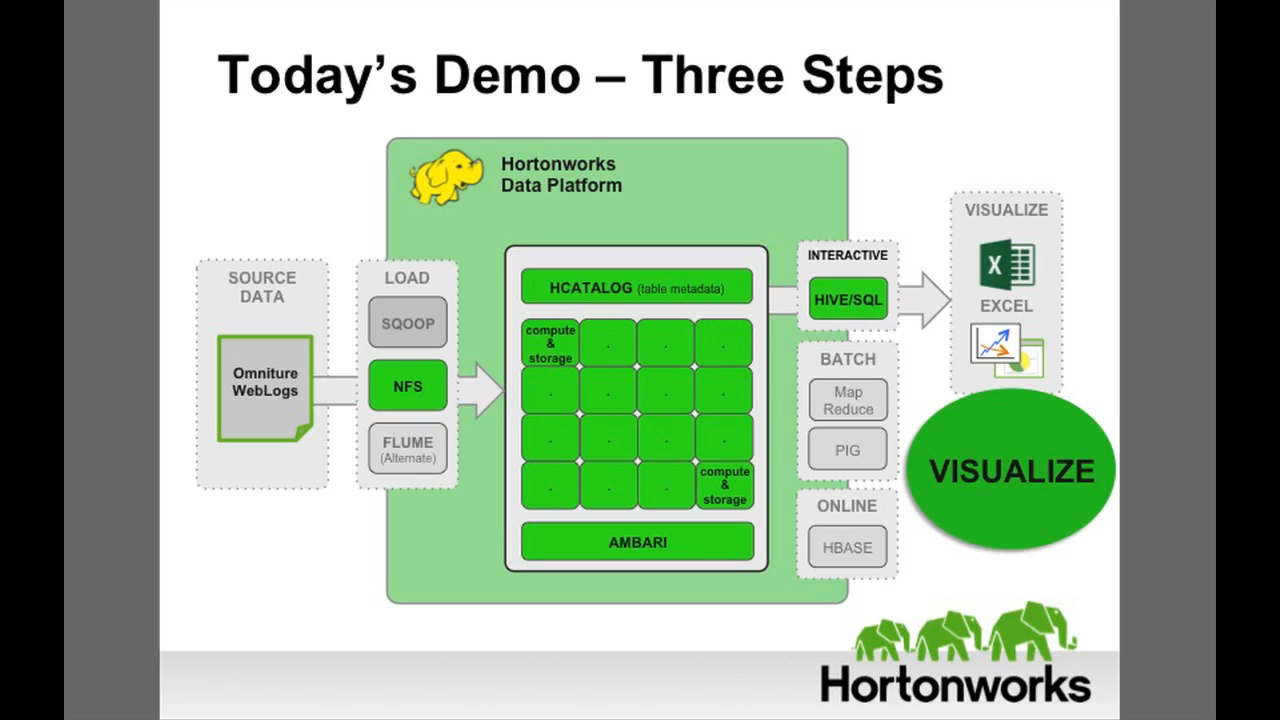 Today’s Demo – Three Steps
Hortonworks
Data Platform
SOURCE
DATA
Omniture
WebLogs
LOAD
SQOOP
NFS
FLUME
(Alternate)
HCATALOG (table metadata)
compute
&
storage
. . .
. . . .
. . . .
. . .
compute
&
storage
AMBARI
INTERACTIVE
HIVE/SQL
BATCH
Map
Reduce
PIG
ONLINE
HBASE
VISUALIZE
X
EXCEL
VISUALIZE
Hortonworks